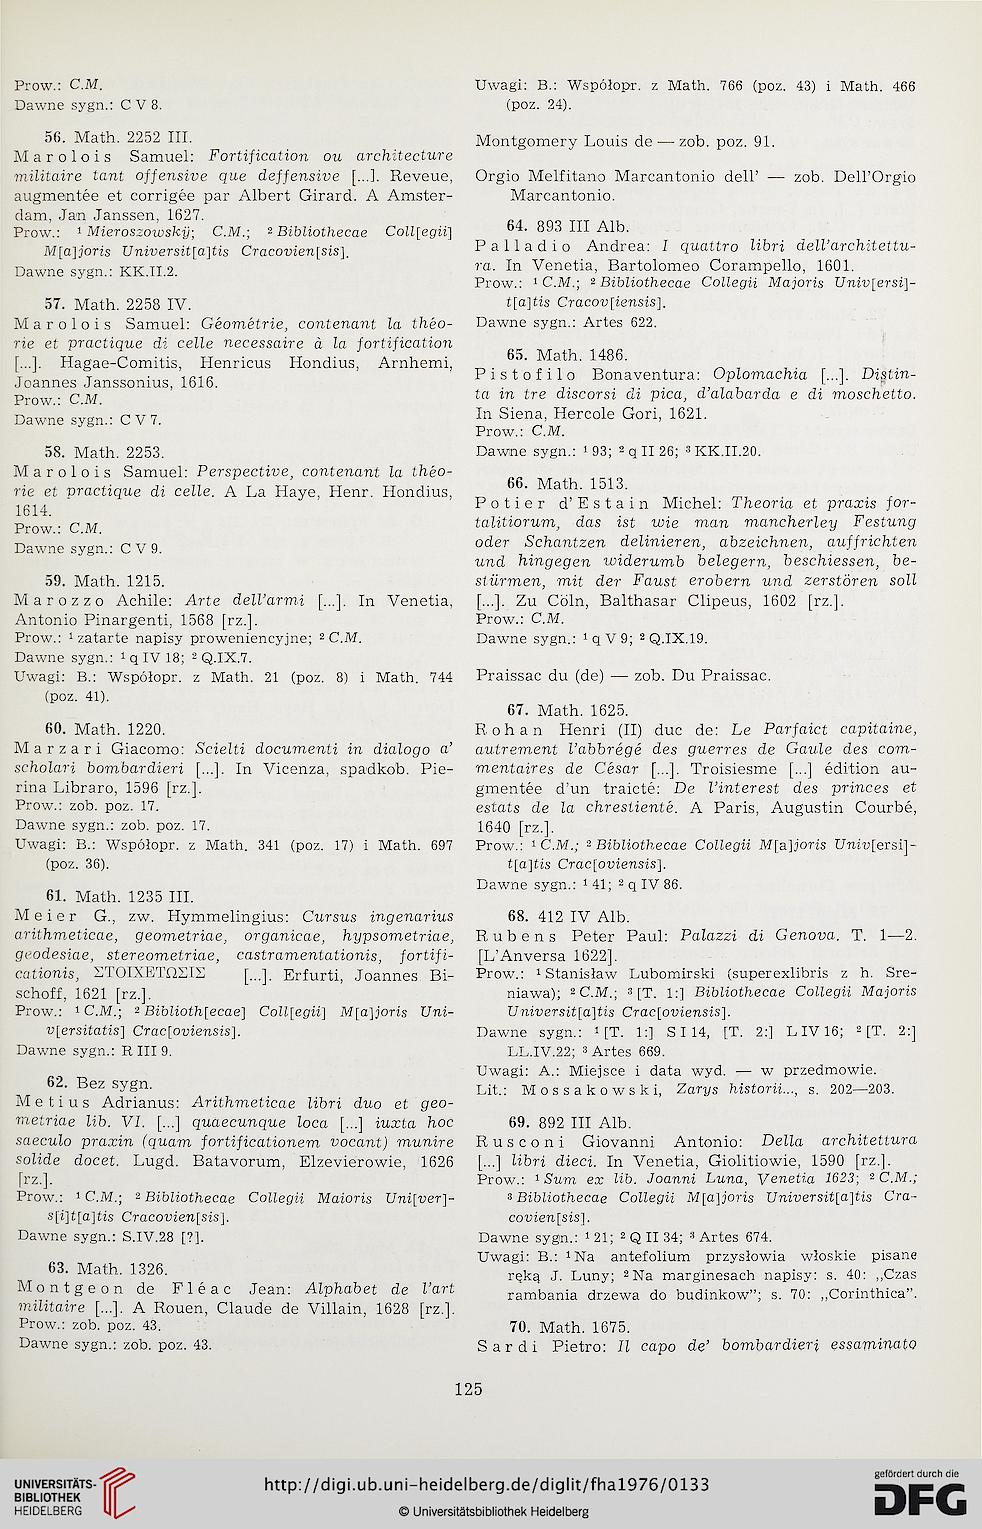 Prow.: C.M.
Dawne sygn.: C V 8.
56. Math. 2252 III.
Marolois Samuel: Fortification ou architecture
militaire tant offensive que deffensive [...]. Reveue,
augmentée et corrigée par Albert Girard. A Amster-
dam, Jan Janssen, 1627.
Prow.: ¹ Mieroszowskÿ; C.M.; ² Bibliothecae Coll[egii]
M[a]joris Universit[a]tis Cracovien[sis].
Dawne sygn.: KK.II.2.
57. Math. 2258 IV.
Marolois Samuel: Géométrie, contenant la théo-
rie et practique di celle necessaire à la fortification
[...]. Hagae-Comitis, Henricus Hondius, Arnhemi,
Joannes Janssonius, 1616.
Prow.: C.M.
Dawne sygn.: C V 7.
58. Math. 2253.
Marolois Samuel: Perspective, contenant la théo-
rie et practique di celle. A La Haye, Henr. Hondius,
1614.
Prow.: C.M.
Dawne sygn.: C V 9.
59. Math. 1215.
Marozzo Achile: Arte dell'armi [...]. In Venetia,
Antonio Pinargenti, 1568 [rz.].
Prow.: ¹ zatarte napisy proweniencyjne; ² C.M.
Dawne sygn.: ¹ q IV 18; ² Q.IX.7.
Uwagi: B.: Współopr. z Math. 21 (poz. 8) i Math. 744
(poz. 41).
60. Math. 1220.
Marzari Giacomo: Scielti documenti in dialogo a'
scholari bombardieri [...]. In Vicenza, spadkob. Pie-
rina Libraro, 1596 [rz.].
Prow.: zob. poz. 17.
Dawne sygn.: zob. poz. 17.
Uwagi: B.: Współopr. z Math. 341 (poz. 17) i Math. 697
(poz. 36).
61. Math. 1235 III.
Meier G., zw. Hymmelingius: Cursus ingenarius
arithmeticae, geometriae, organicae, hypsometriae,
geodesiae, stereometriae, castramentationis, fortifi-
cationis, ΣΤΟΙΧΕΤΩΣΙΣ [...]. Erfurti, Joannes Bi-
schoff, 1621 [rz.].
Prow.: ¹ C.M.; ² Biblioth[ecae] Coll[egii] M[a]joris Uni-
v[ersitatis] Crac[oviensis].
Dawne sygn.: R III 9.
62. Bez sygn.
Metius Adrianus: Arithmeticae libri duo et geo-
metriae lib. VI. [...] quaecunque loca [...] iuxta hoc
saeculo praxin (quam fortificationem vocant) munire
solide docet. Lugd. Batavorum, Elzevierowie, 1626
[rz.].
Prow.: ¹ C.M.; ² Bibliothecae Collegii Maioris Uni[ver]-
s[i]t[a]tis Cracovien[sis].
Dawne sygn.: S.IV.28 [?].
63. Math. 1326.
Montgeon de Fléac Jean: Alphabet de l'art
militaire [...]. A Rouen, Claude de Villain, 1628 [rz.].
Prow.: zob. poz. 43.
Dawne sygn.: zob. poz. 43.
Uwagi: B.: Współopr. z Math. 766 (poz. 43) i Math. 466
(poz. 24).
Montgomery Louis de — zob. poz. 91.
Orgio Melfitano Marcantonio dell' — zob. Dell'Orgio
Marcantonio.
64. 893 III Alb.
Palladio Andrea: I quattro libri dell'architettu-
ra. In Venetia, Bartolomeo Corampello, 1601.
Prow.: ¹ C.M.; ² Bibliothecae Collegii Majoris Univ[ersi]-
t[a]tis Cracov[iensis].
Dawne sygn.: Artes 622.
65. Math. 1486.
Pistofilo Bonaventura: Oplomachia [...]. Distin-
ta in tre discorsi di pica, d'alabarda e di moschetto.
In Siena, Hercole Gori, 1621.
Prow.: C.M.
Dawne sygn.: ¹ 93; ² q II 26; ³ KK.II.20.
66. Math. 1513.
Potier d'Estain Michel: Theoria et praxis for-
talitiorum, das ist wie man mancherley Festung
oder Schantzen delinieren, abzeichnen, auffrichten
und hingegen widerumb belegern, beschiessen, be-
stürmen, mit der Faust erobern und zerstören soll
[...]. Zu Cöln, Balthasar Clipeus, 1602 [rz.].
Prow.: C.M.
Dawne sygn.: ¹ q V 9; ² Q.IX.19.
Praissac du (de) — zob. Du Praissac.
67. Math. 1625.
Rohan Henri (II) duc de: Le Parfaict capitaine,
autrement l'abbrégé des guerres de Gaule des com-
mentaires de César [...]. Troisiesme [...] édition au-
gmentée d'un traicté: De l'interest des princes et
estats de la chrestienté. A Paris, Augustin Courbé,
1640 [rz.].
Prow.: ¹ C.M.; ² Bibliothecae Collegii M[a]joris Univ[ersi]-
t[a]tis Crac[oviensis].
Dawne sygn.: ¹ 41; ² q IV 86.
68. 412 IV Alb.
Rubens Peter Paul: Palazzi di Genova. T. 1—2.
[L'Anversa 1622].
Prow.: ¹ Stanisław Lubomirski (superexlibris z h. Sre-
niawa); ² C.M.; ³ [T. 1:] Bibliothecae Collegii Majoris
Universit[a]tis Crac[oviensis].
Dawne sygn.: ¹ [T. 1:] S I 14, [T. 2:] L IV 16; ² [T. 2:]
LL.IV.22; ³ Artes 669.
Uwagi: A.: Miejsce i data wyd. — w przedmowie.
Lit.: Mossakowski, Zarys historii..., s. 202—203.
69. 892 III Alb.
Rusconi Giovanni Antonio: Della architettura
[...] libri dieci. In Venetia, Giolitiowie, 1590 [rz.].
Prow.: ¹ Sum ex lib. Joanni Luna, Venetia 1623; ² C.M.;
³ Bibliothecae Collegii M[a]joris Universit[a]tis Cra-
covien[sis].
Dawne sygn.: ¹ 21; ² Q II 34; ³ Artes 674.
Uwagi: B.: ¹ Na antefolium przysłowia włoskie pisane
ręką J. Luny; ² Na marginesach napisy: s. 40: „Czas
rambania drzewa do budinkow"; s. 70: „Corinthica".
70. Math. 1675.
Sardi Pietro: Il capo de' bombardieri essaminato
125
UNIVERSITÄTS-
BIBLIOTHEK
HEIDELBERG
http://digi.ub.uni-heidelberg.de/diglit/fha1976/0133
© Universitätsbibliothek Heidelberg
gefördert durch die
DFG